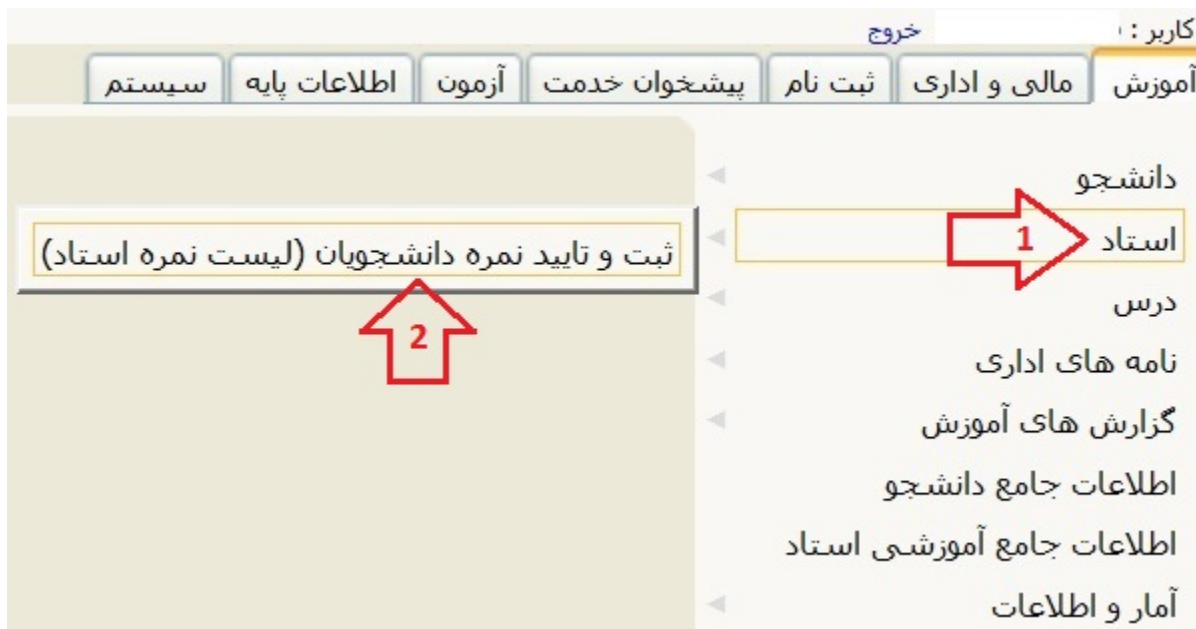 کاربر : خروج
آموزش مالی و اداری ثبت نام پیشخوان خدمت آزمون اطلاعات پایه سیستم
دانشجو
استاد 1
ثبت و تایید نمره دانشجویان (لیست نمره استاد)
2
درس
نامه های اداری
گزارش های آموزش
اطلاعات جامع دانشجو
اطلاعات جامع آموزشی استاد
آمار و اطلاعات